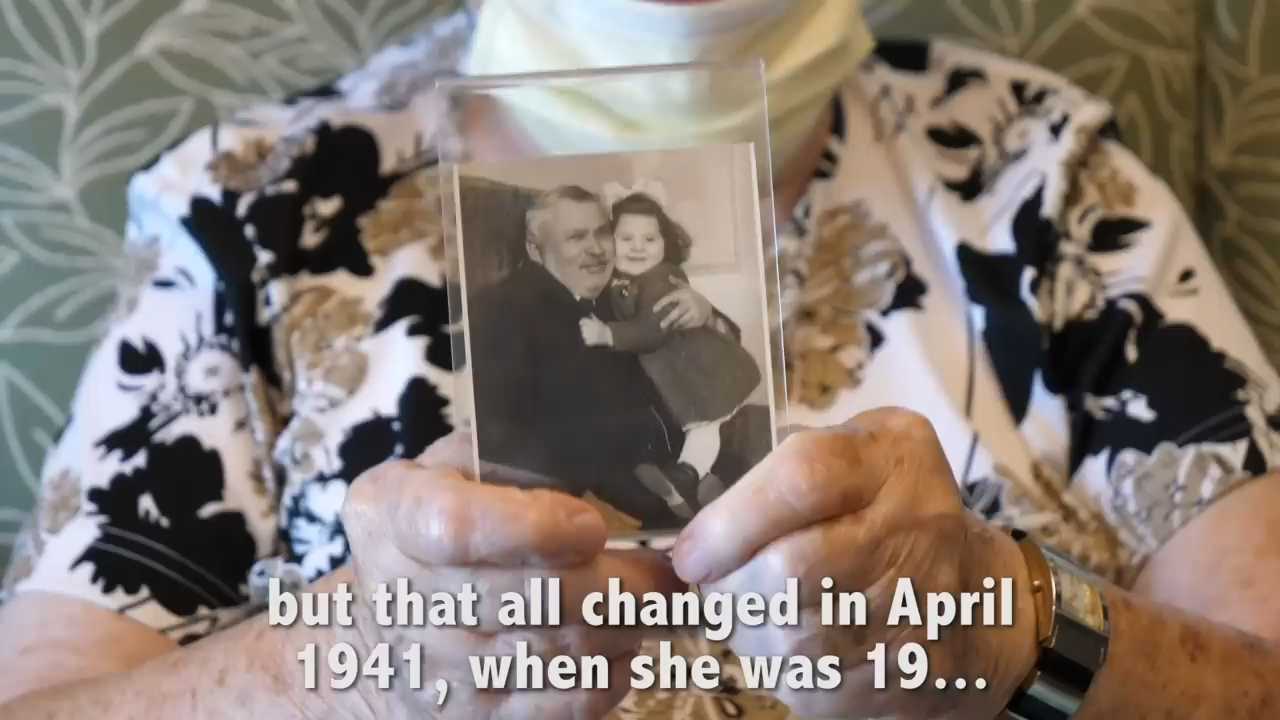 but that all changed in April
1941, when she was 19...